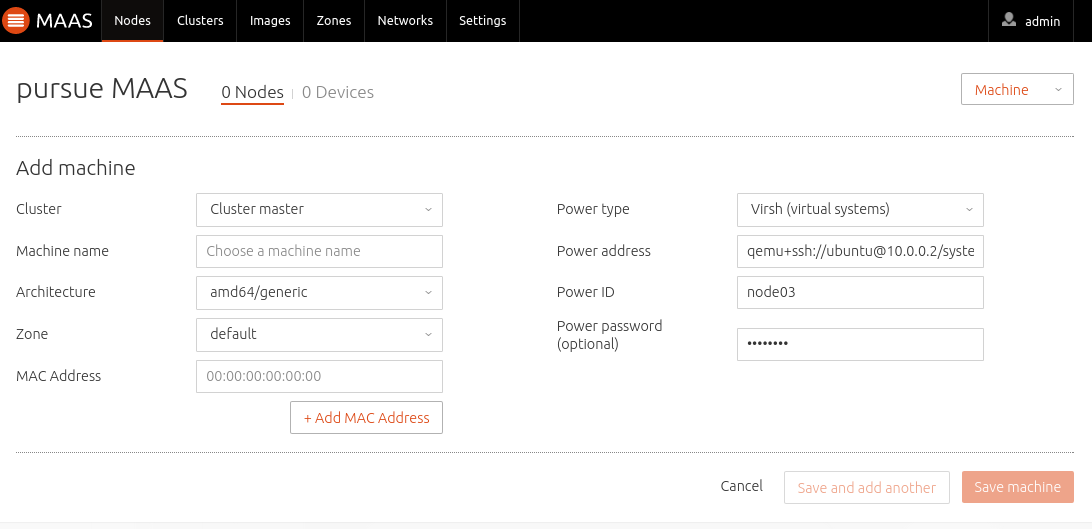 MAAS Nodes Clusters Images Zones Networks Settings admin
pursue MAAS 0 Nodes 0 Devices Machine
Add machine
Cluster Cluster master Power type Virsh (virtual systems)
Machine name Choose a machine name Power address qemu+ssh://ubuntu@10.0.0.2/syste
Architecture amd64/generic Power ID node03
Zone default Power password
(optional) ••••••••
MAC Address 00:00:00:00:00:00
+ Add MAC Address
Cancel Save and add another Save machine